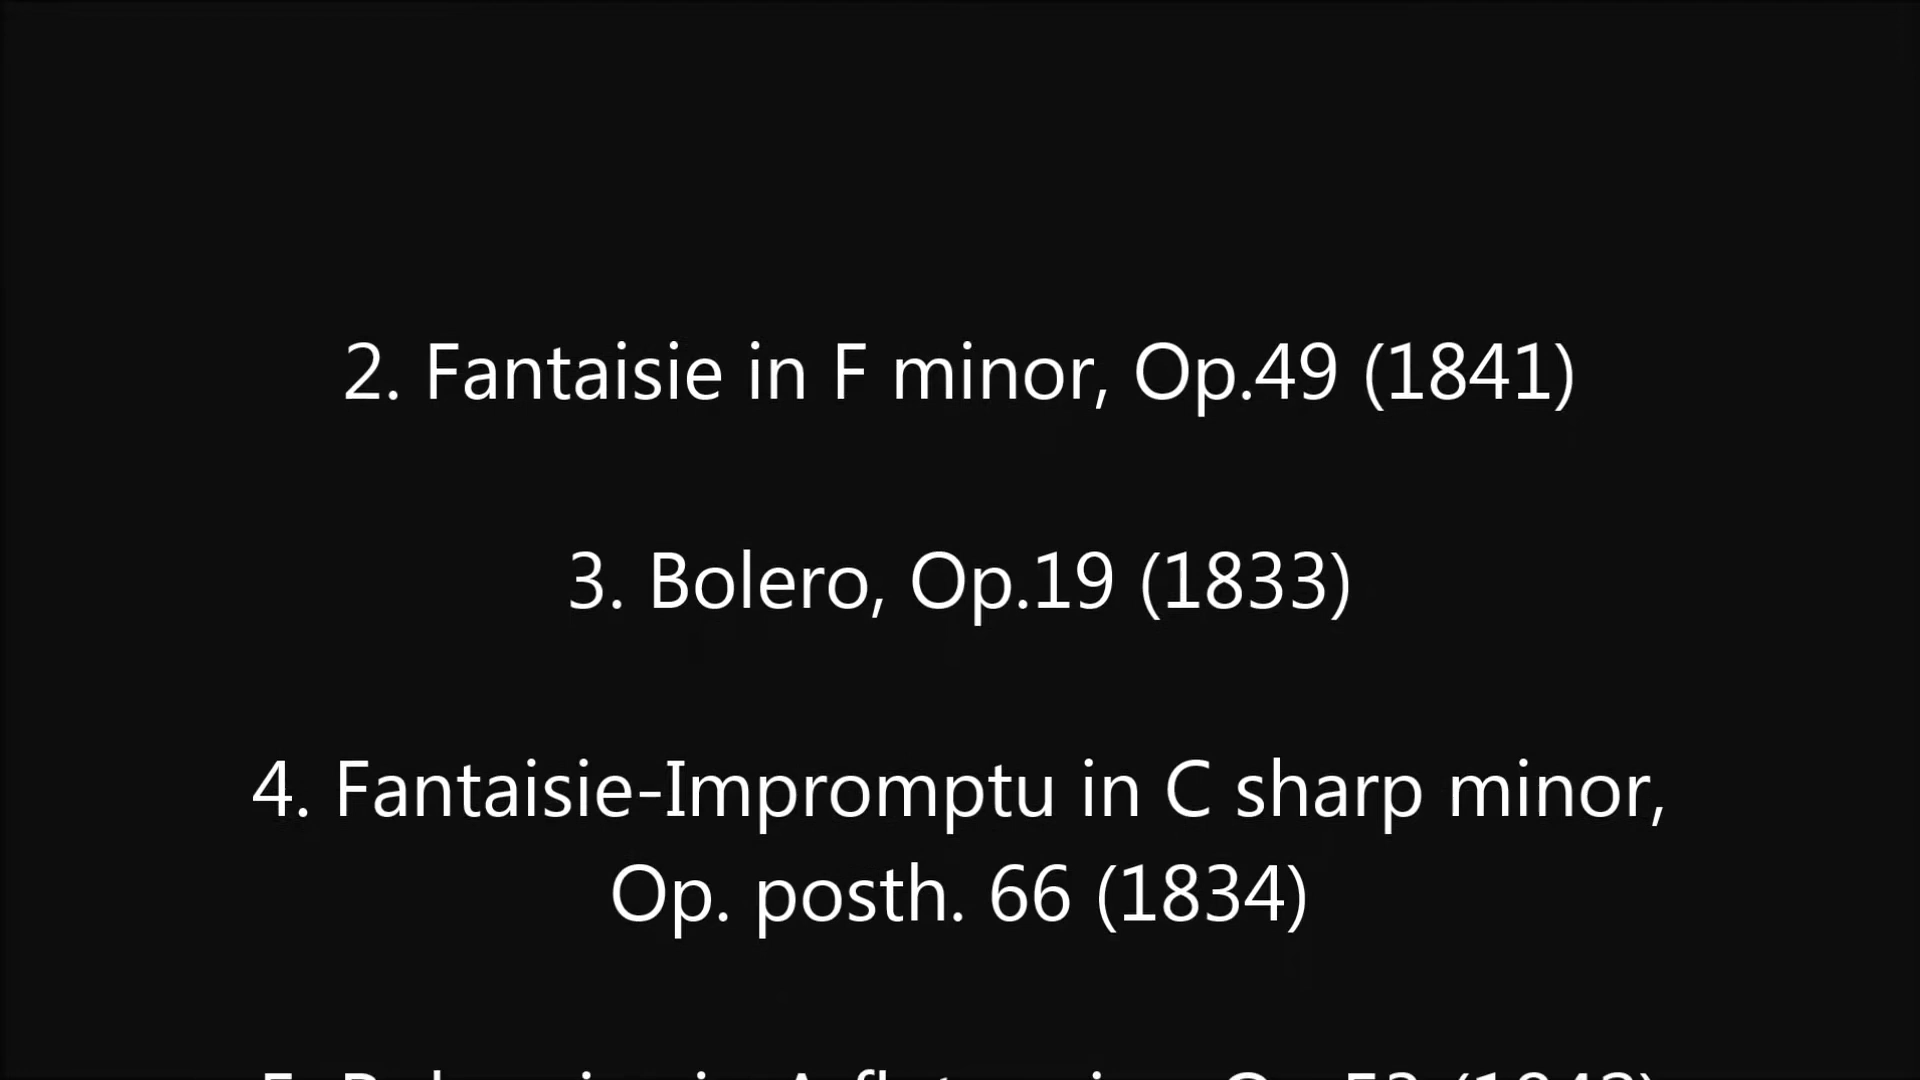 2. Fantaisie in F minor, Op.49 (1841)
3. Bolero, Op.19 (1833)
4. Fantaisie-Impromptu in C sharp minor,
Op. posth. 66 (1834)